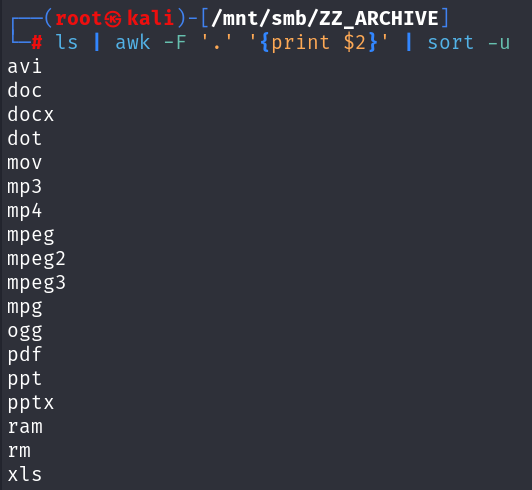 ┌──(root㉿kali)-[/mnt/smb/ZZ_ARCHIVE]
└─# ls | awk -F '.' '{print $2}' | sort -u
avi
doc
docx
dot
mov
mp3
mp4
mpeg
mpeg2
mpeg3
mpg
ogg
pdf
ppt
pptx
ram
rm
xls